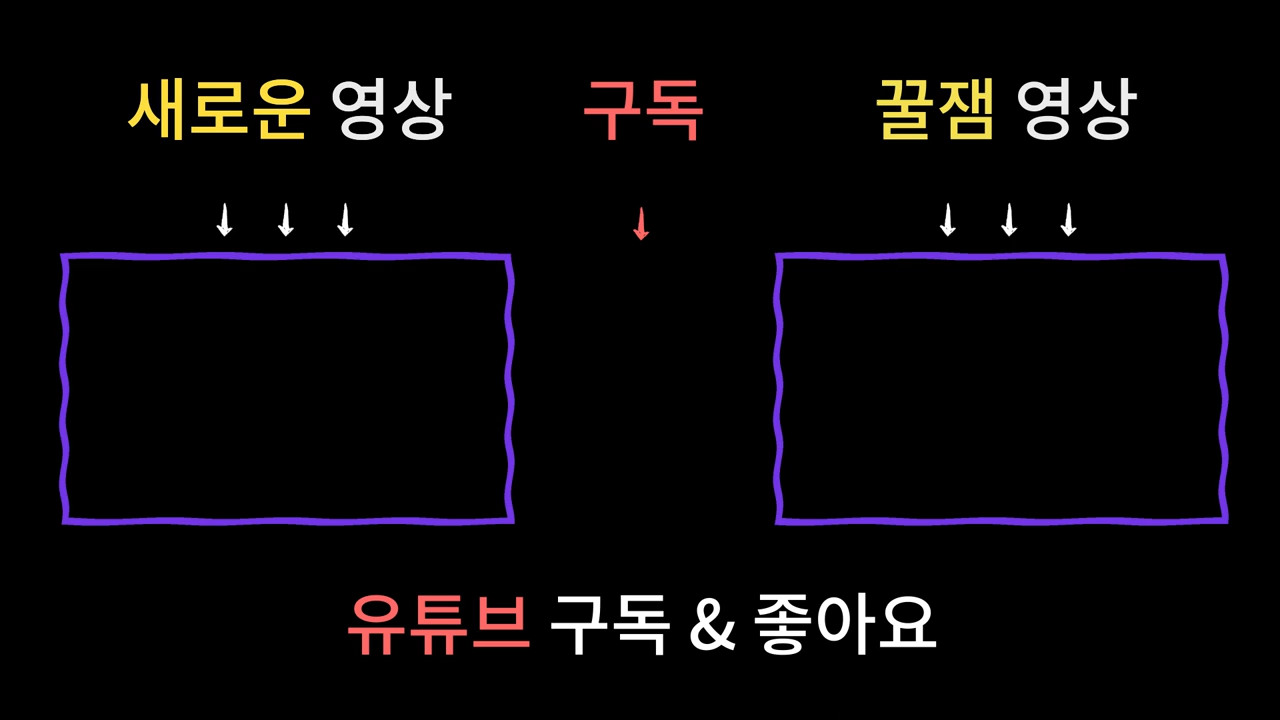 새로운 영상
구독
꿀잼 영상
유튜브 구독 & 좋아요